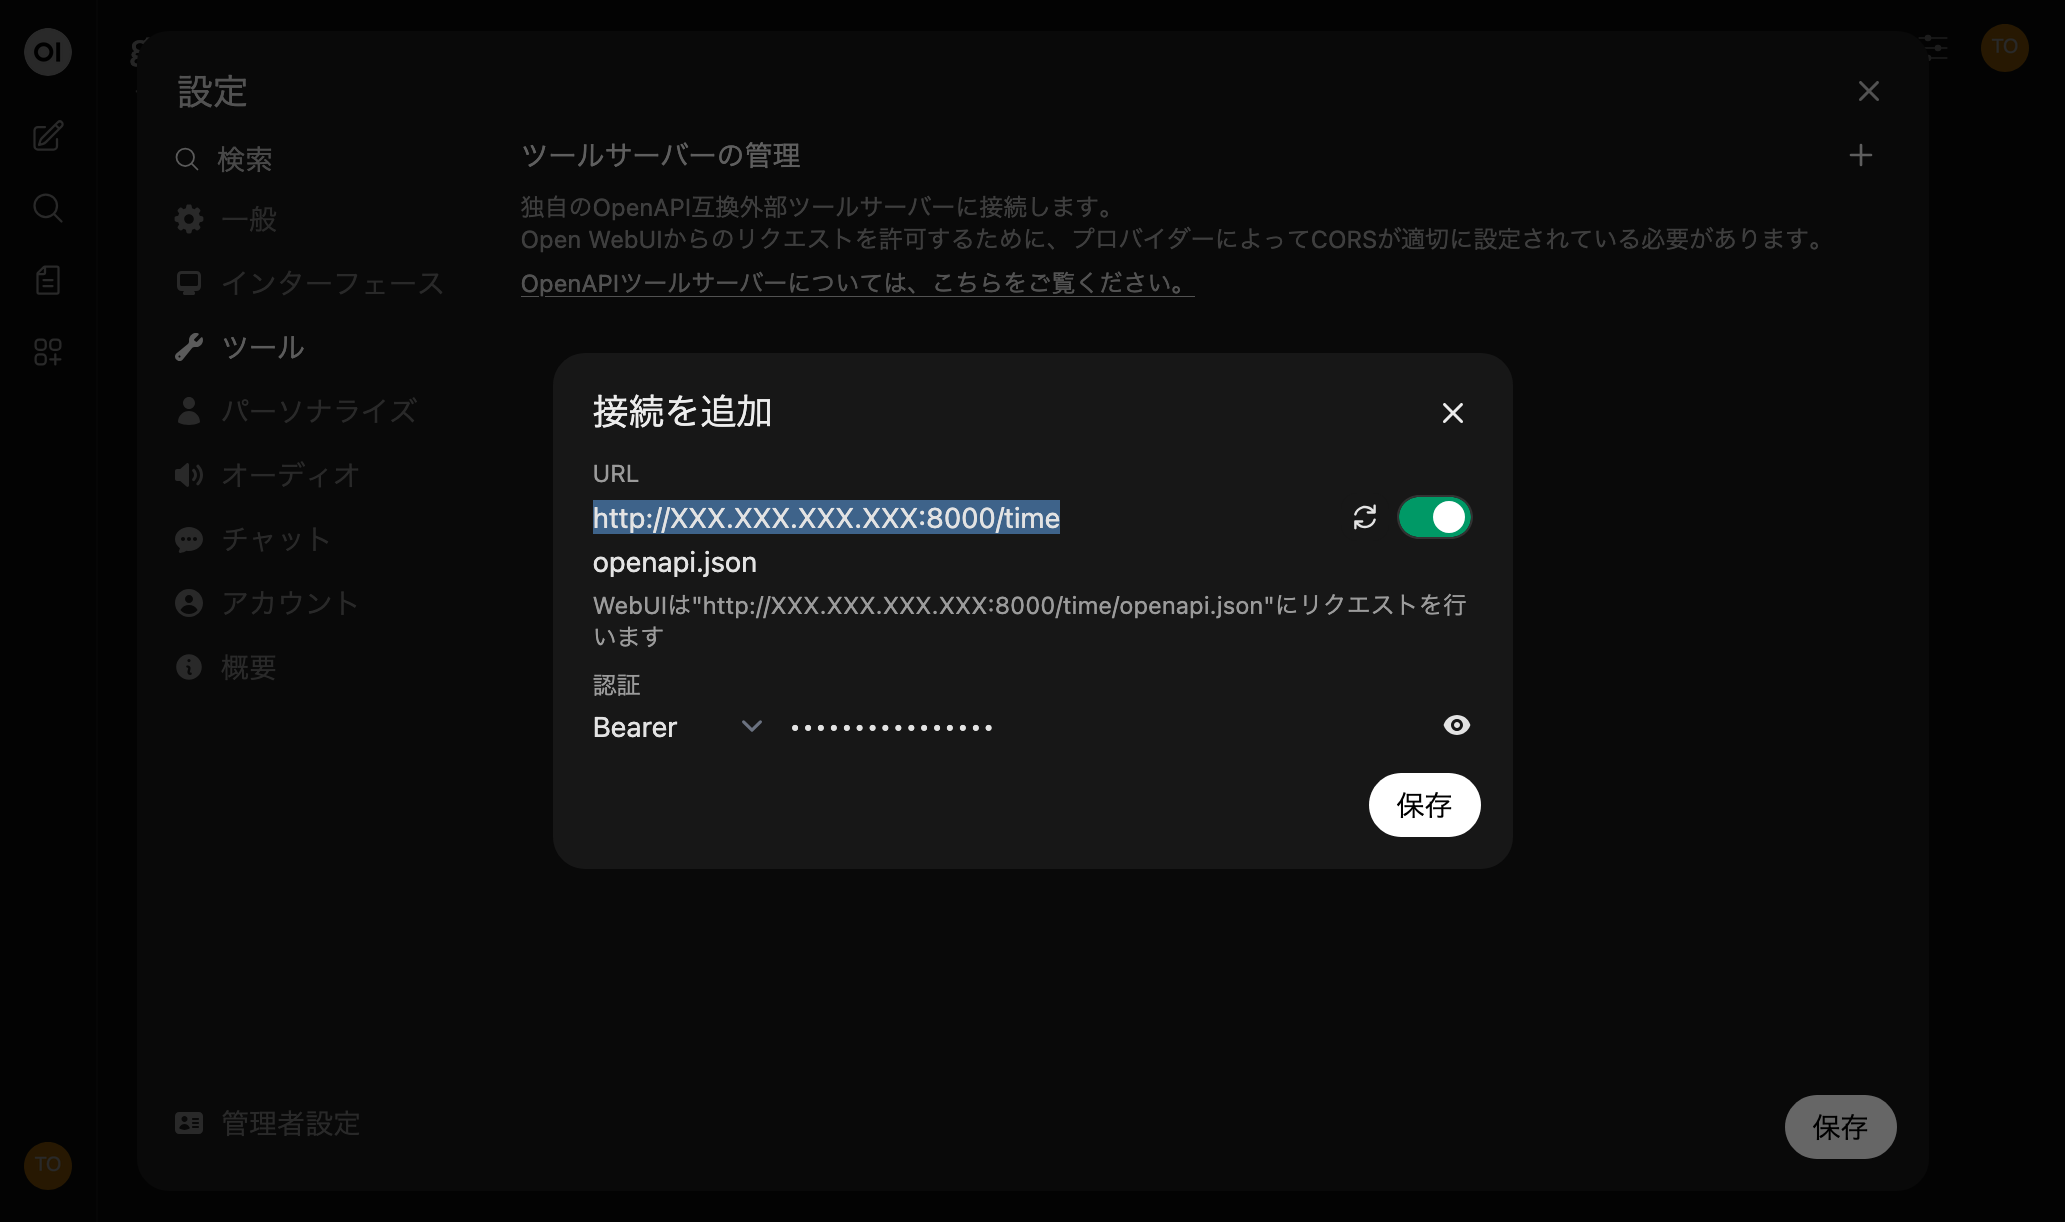 OI
TO
設定
検索
一般
インターフェース
ツール
パーソナライズ
オーディオ
チャット
アカウント
概要
管理者設定
TO
ツールサーバーの管理
独自のOpenAPI互換外部ツールサーバーに接続します。
Open WebUIからのリクエストを許可するために、プロバイダーによってCORSが適切に設定されている必要があります。
OpenAPIツールサーバーについては、こちらをご覧ください。
接続を追加
URL
http://XXX.XXX.XXX.XXX:8000/time
openapi.json
WebUIは"http://XXX.XXX.XXX.XXX:8000/time/openapi.json"にリクエストを行
います
認証
Bearer ••••••••••••••••
保存
保存